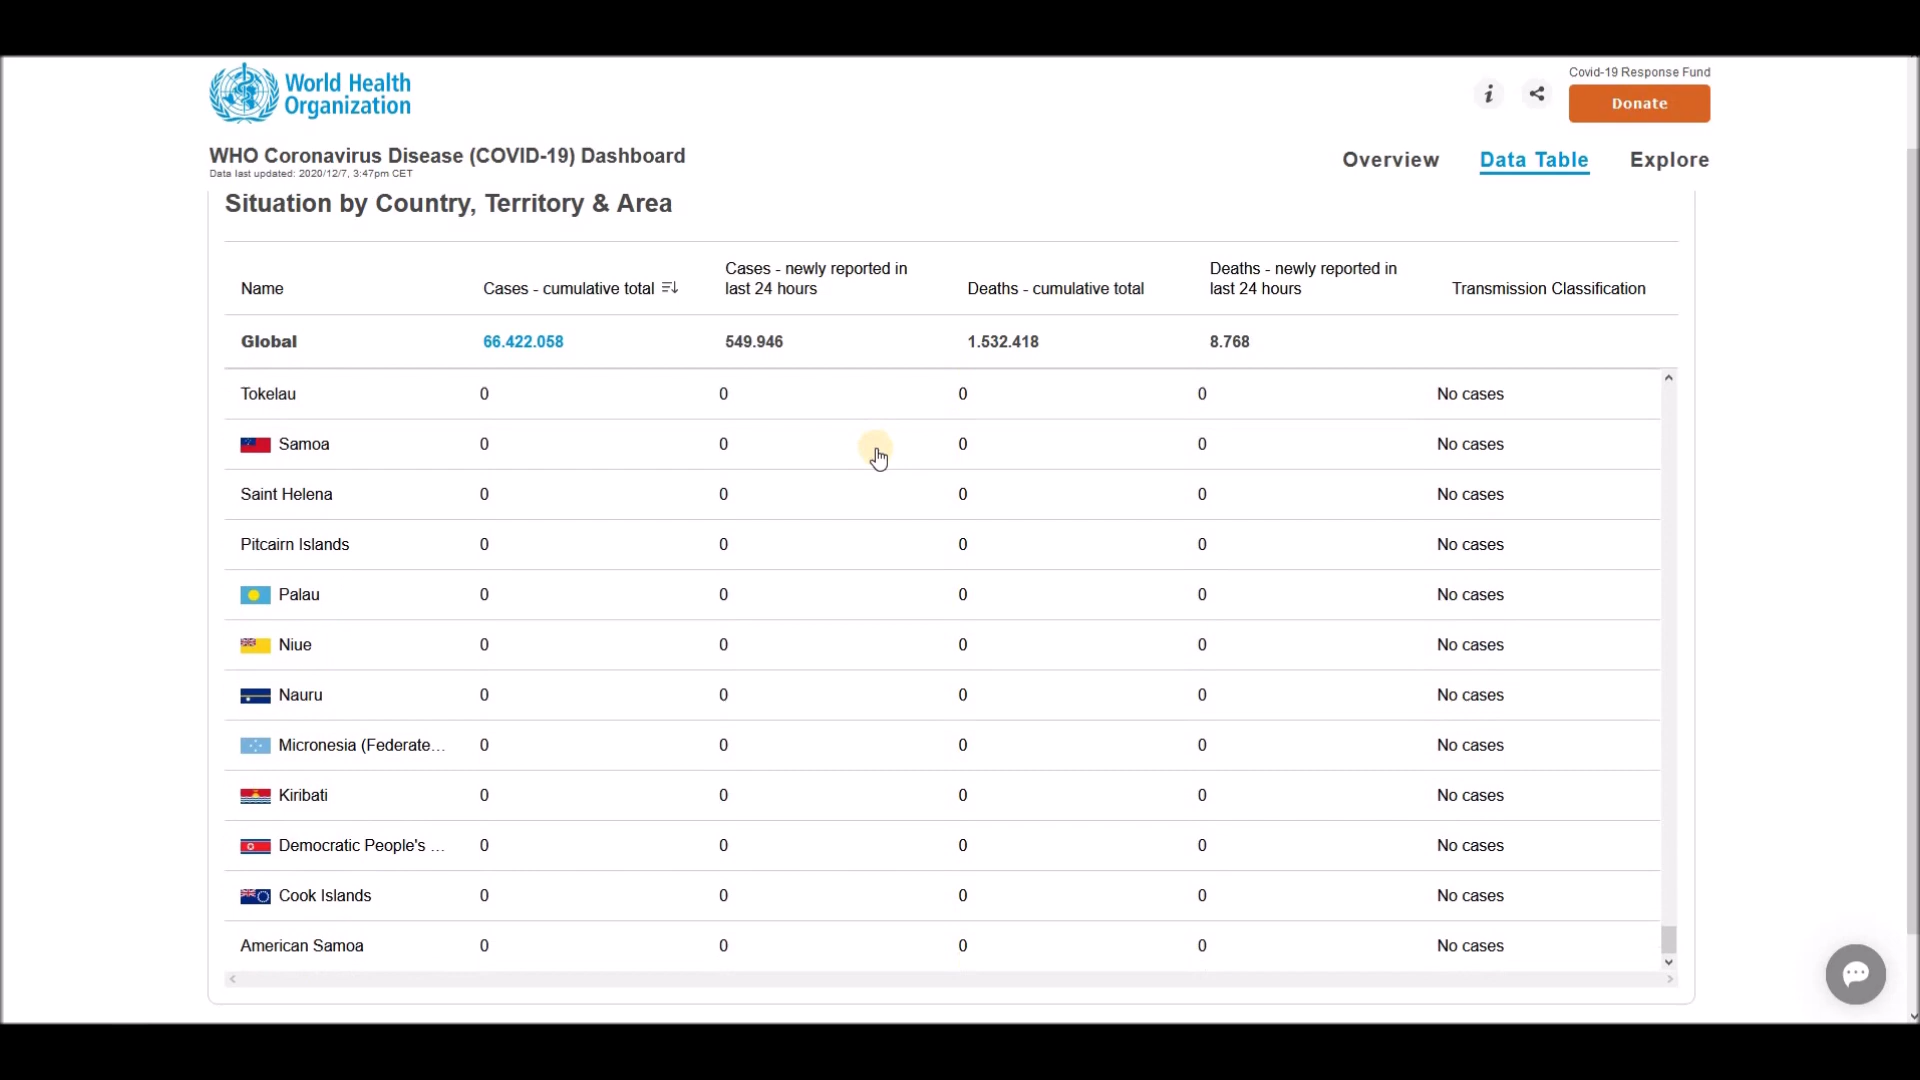 World Health
Organization
Covid-19 Response Fund
Donate
WHO Coronavirus Disease (COVID-19) Dashboard
Data last updated: 2020/12/7, 3:47pm CET
Overview Data Table Explore
Situation by Country, Territory & Area
Name Cases - cumulative total Cases - newly reported in last 24 hours Deaths - cumulative total Deaths - newly reported in last 24 hours Transmission Classification
Global 66.422.058 549.946 1.532.418 8.768
Tokelau 0 0 0 0 No cases
Samoa 0 0 0 0 No cases
Saint Helena 0 0 0 0 No cases
Pitcairn Islands 0 0 0 0 No cases
Palau 0 0 0 0 No cases
Niue 0 0 0 0 No cases
Nauru 0 0 0 0 No cases
Micronesia (Federate... 0 0 0 0 No cases
Kiribati 0 0 0 0 No cases
Democratic People's ... 0 0 0 0 No cases
Cook Islands 0 0 0 0 No cases
American Samoa 0 0 0 0 No cases